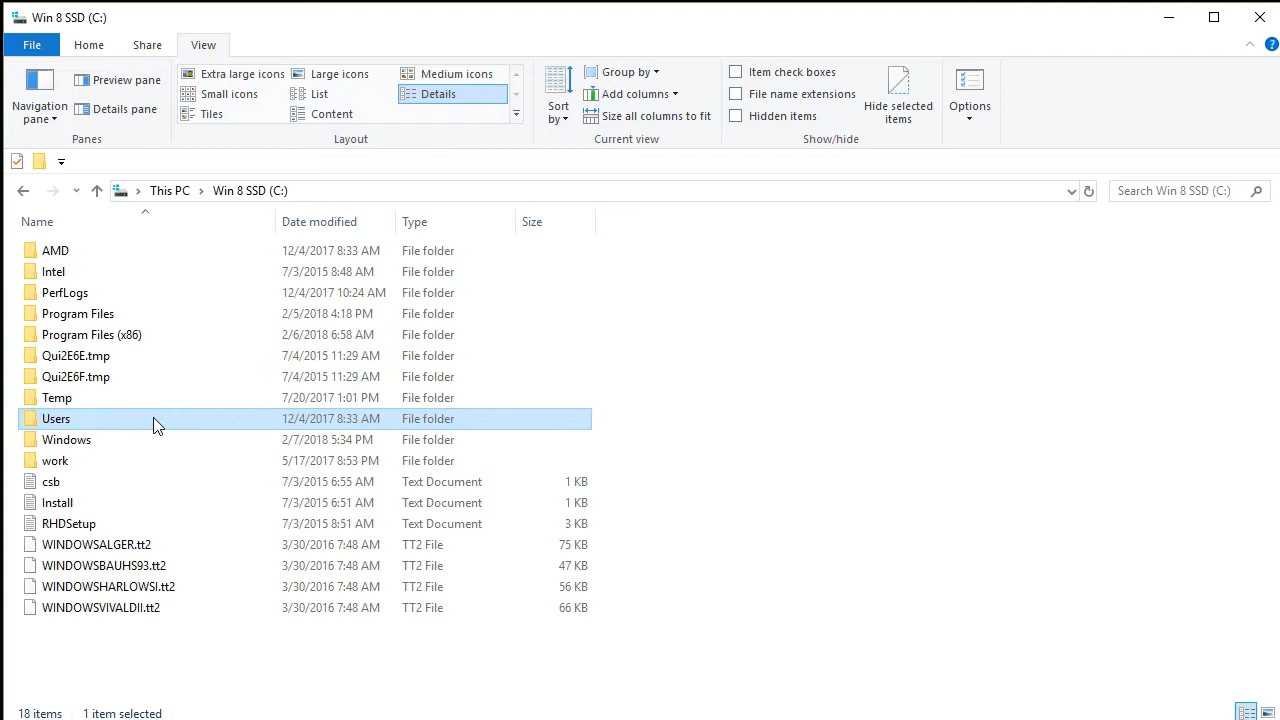 Win 8 SSD (C:)
File Home Share View
Navigation pane
Preview pane
Details pane
Panes
Extra large icons Large icons Medium icons
Small icons List Details
Tiles Content
Layout
Sort by
Group by
Add columns
Size all columns to fit
Current view
Item check boxes
File name extensions
Hidden items
Hide selected items
Show/hide
Options
This PC > Win 8 SSD (C:)
Search Win 8 SSD (C:)
Name Date modified Type Size
AMD 12/4/2017 8:33 AM File folder
Intel 7/3/2015 8:48 AM File folder
PerfLogs 12/4/2017 10:24 AM File folder
Program Files 2/5/2018 4:18 PM File folder
Program Files (x86) 2/6/2018 6:58 AM File folder
Qui2E6E.tmp 7/4/2015 11:29 AM File folder
Qui2E6F.tmp 7/4/2015 11:29 AM File folder
Temp 7/20/2017 1:01 PM File folder
Users 12/4/2017 8:33 AM File folder
Windows 2/7/2018 5:34 PM File folder
work 5/17/2017 8:53 PM File folder
csb 7/3/2015 6:55 AM Text Document 1 KB
Install 7/3/2015 6:51 AM Text Document 1 KB
RHDSetup 7/3/2015 8:51 AM Text Document 3 KB
WINDOWSALGER.tt2 3/30/2016 7:48 AM TT2 File 75 KB
WINDOWSBAUHS93.tt2 3/30/2016 7:48 AM TT2 File 47 KB
WINDOWSHARLOWSI.tt2 3/30/2016 7:48 AM TT2 File 56 KB
WINDOWSVIVALDII.tt2 3/30/2016 7:48 AM TT2 File 66 KB
18 items 1 item selected